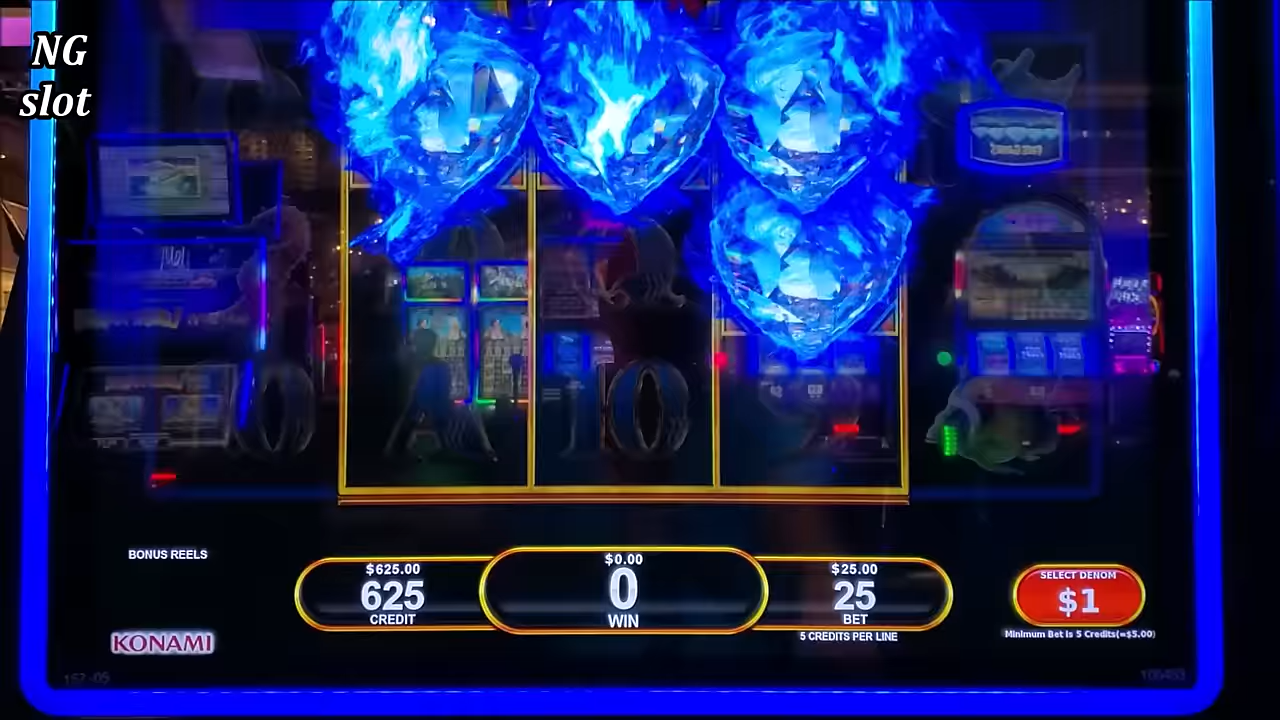 NG
slot
10
BONUS REELS
$625.00
625
CREDIT
$0.00
0
WIN
$25.00
25
BET
5 CREDITS PER LINE
SELECT DENOM
$1
Minimum Bet is 5 Credits(=$5.00)
KONAMI